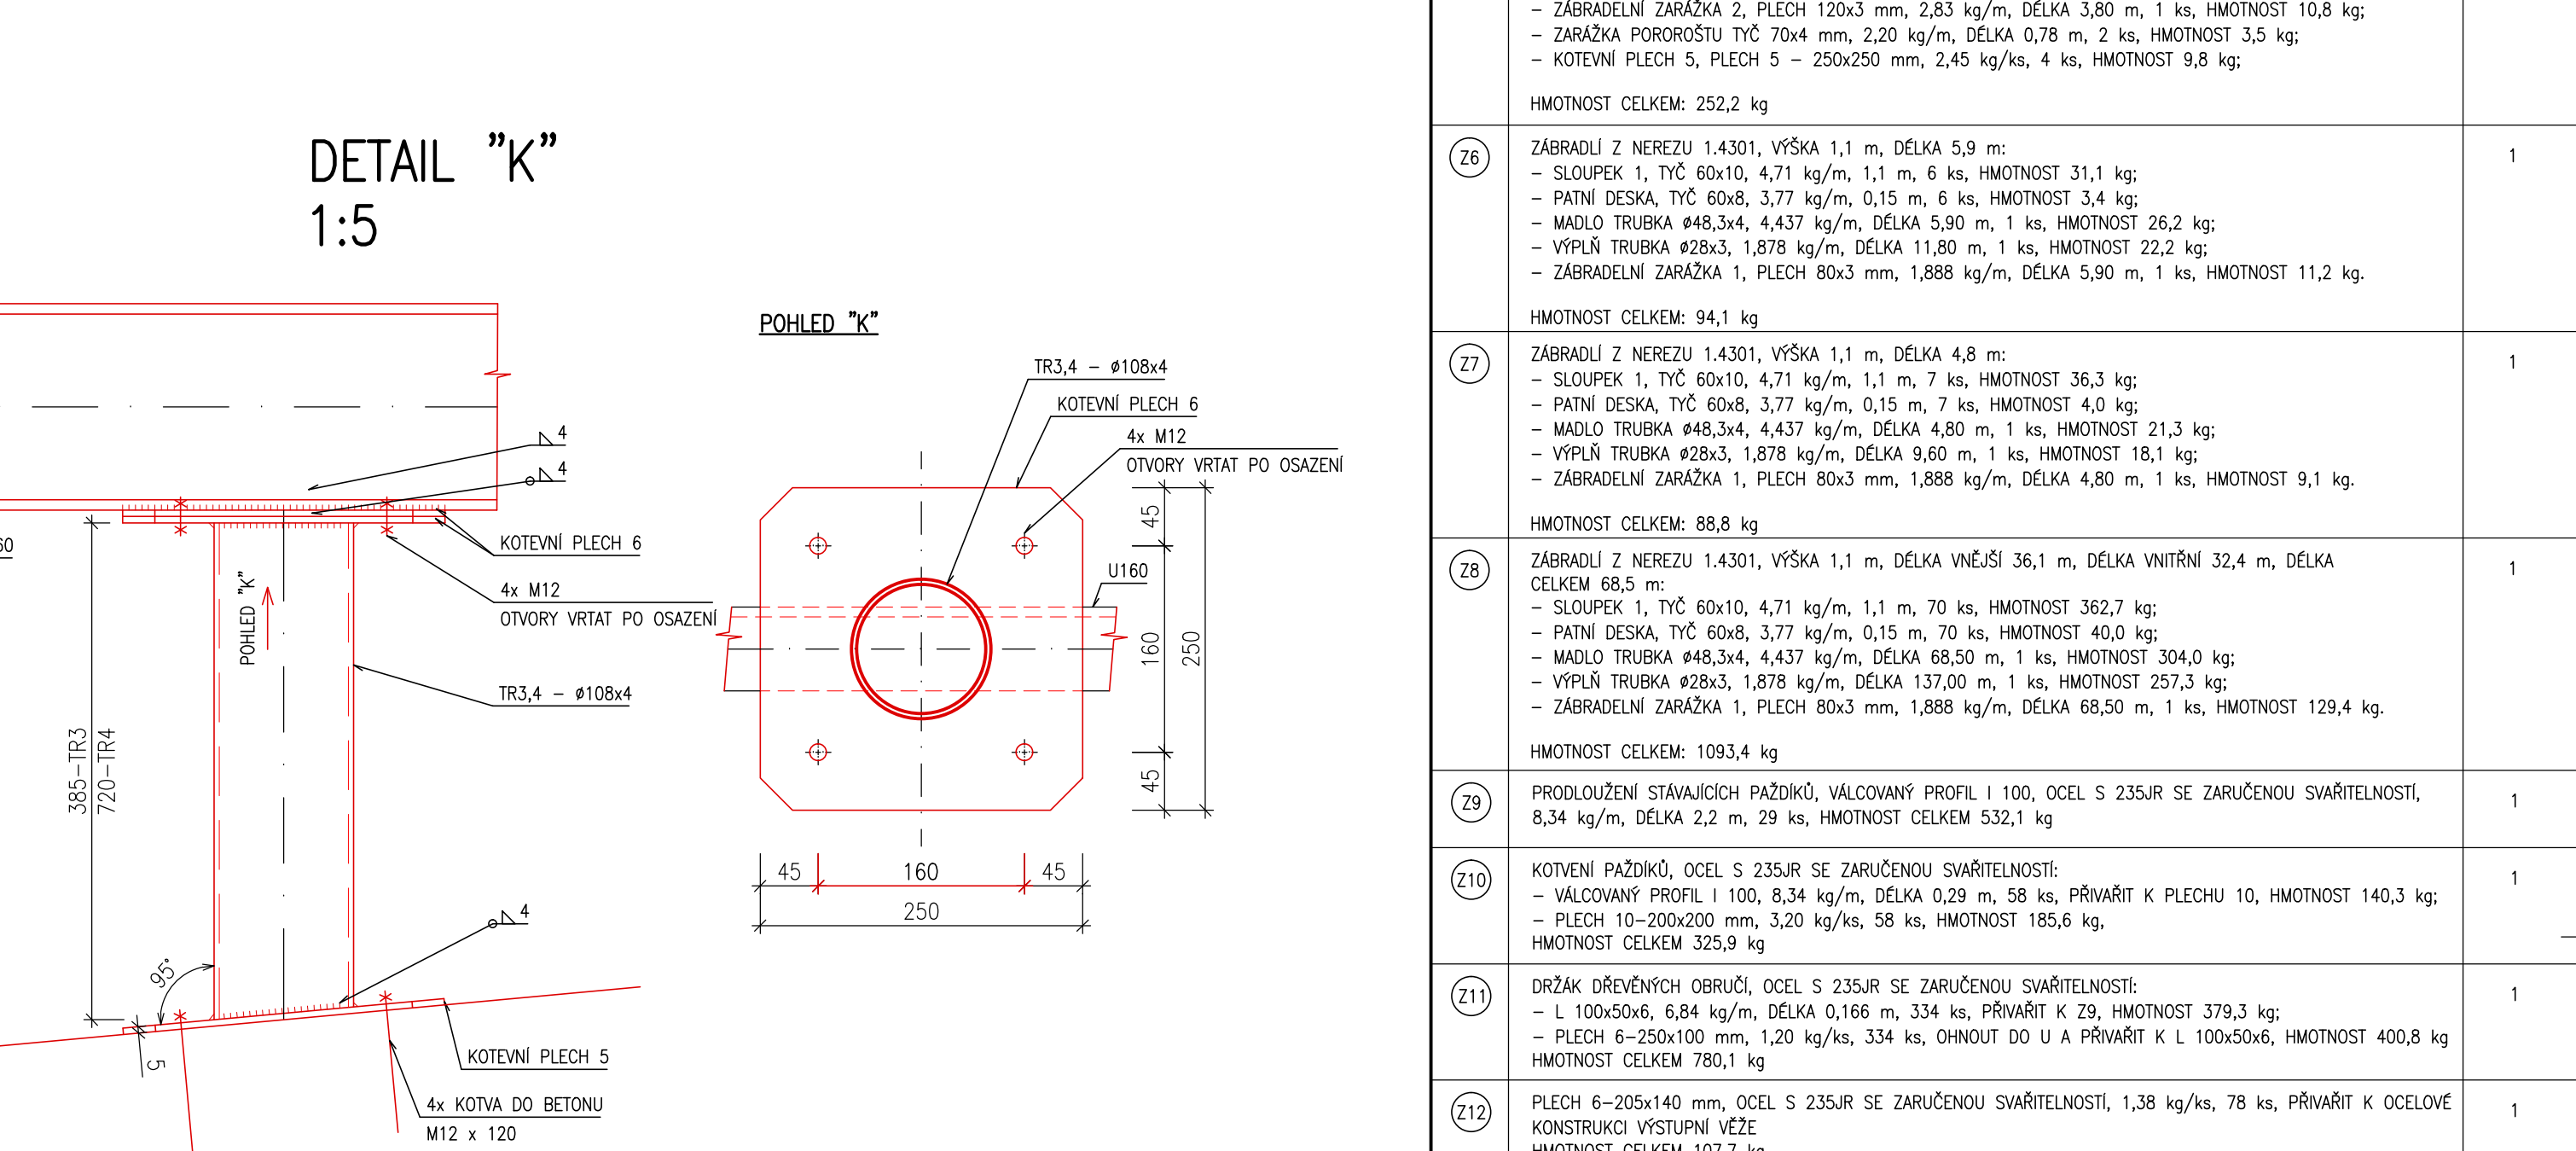 DETAIL "K"
1:5
4
4
KOTEVNÍ PLECH 6
4x M12
OTVORY VRTAT PO OSAZENÍ
POHLED "K"
TR3,4 – ø108x4
385-TR3
720-TR4
95°
5
4
KOTEVNÍ PLECH 5
4x KOTVA DO BETONU
M12 x 120
POHLED "K"
TR3,4 – ø108x4
KOTEVNÍ PLECH 6
4x M12
OTVORY VRTAT PO OSAZENÍ
U160
45
160
45
250
45
160
45
250
– ZÁBRADELNÍ ZARÁŽKA 2, PLECH 120x3 mm, 2,83 kg/m, DÉLKA 3,80 m, 1 ks, HMOTNOST 10,8 kg;
– ZARÁŽKA POROROŠTU TYČ 70x4 mm, 2,20 kg/m, DÉLKA 0,78 m, 2 ks, HMOTNOST 3,5 kg;
– KOTEVNÍ PLECH 5, PLECH 5 – 250x250 mm, 2,45 kg/ks, 4 ks, HMOTNOST 9,8 kg;
HMOTNOST CELKEM: 252,2 kg
Z6 ZÁBRADLÍ Z NEREZU 1.4301, VÝŠKA 1,1 m, DÉLKA 5,9 m: 1
– SLOUPEK 1, TYČ 60x10, 4,71 kg/m, 1,1 m, 6 ks, HMOTNOST 31,1 kg;
– PATNÍ DESKA, TYČ 60x8, 3,77 kg/m, 0,15 m, 6 ks, HMOTNOST 3,4 kg;
– MADLO TRUBKA ø48,3x4, 4,437 kg/m, DÉLKA 5,90 m, 1 ks, HMOTNOST 26,2 kg;
– VÝPLŇ TRUBKA ø28x3, 1,878 kg/m, DÉLKA 11,80 m, 1 ks, HMOTNOST 22,2 kg;
– ZÁBRADELNÍ ZARÁŽKA 1, PLECH 80x3 mm, 1,888 kg/m, DÉLKA 5,90 m, 1 ks, HMOTNOST 11,2 kg.
HMOTNOST CELKEM: 94,1 kg
Z7 ZÁBRADLÍ Z NEREZU 1.4301, VÝŠKA 1,1 m, DÉLKA 4,8 m: 1
– SLOUPEK 1, TYČ 60x10, 4,71 kg/m, 1,1 m, 7 ks, HMOTNOST 36,3 kg;
– PATNÍ DESKA, TYČ 60x8, 3,77 kg/m, 0,15 m, 7 ks, HMOTNOST 4,0 kg;
– MADLO TRUBKA ø48,3x4, 4,437 kg/m, DÉLKA 4,80 m, 1 ks, HMOTNOST 21,3 kg;
– VÝPLŇ TRUBKA ø28x3, 1,878 kg/m, DÉLKA 9,60 m, 1 ks, HMOTNOST 18,1 kg;
– ZÁBRADELNÍ ZARÁŽKA 1, PLECH 80x3 mm, 1,888 kg/m, DÉLKA 4,80 m, 1 ks, HMOTNOST 9,1 kg.
HMOTNOST CELKEM: 88,8 kg
Z8 ZÁBRADLÍ Z NEREZU 1.4301, VÝŠKA 1,1 m, DÉLKA VNĚJŠÍ 36,1 m, DÉLKA VNITŘNÍ 32,4 m, DÉLKA 1
CELKEM 68,5 m:
– SLOUPEK 1, TYČ 60x10, 4,71 kg/m, 1,1 m, 70 ks, HMOTNOST 362,7 kg;
– PATNÍ DESKA, TYČ 60x8, 3,77 kg/m, 0,15 m, 70 ks, HMOTNOST 40,0 kg;
– MADLO TRUBKA ø48,3x4, 4,437 kg/m, DÉLKA 68,50 m, 1 ks, HMOTNOST 304,0 kg;
– VÝPLŇ TRUBKA ø28x3, 1,878 kg/m, DÉLKA 137,00 m, 1 ks, HMOTNOST 257,3 kg;
– ZÁBRADELNÍ ZARÁŽKA 1, PLECH 80x3 mm, 1,888 kg/m, DÉLKA 68,50 m, 1 ks, HMOTNOST 129,4 kg.
HMOTNOST CELKEM: 1093,4 kg
Z9 PRODLOUŽENÍ STÁVAJÍCÍCH PAŽDÍKŮ, VÁLCOVANÝ PROFIL I 100, OCEL S 235JR SE ZARUČENOU SVAŘITELNOSTÍ, 1
8,34 kg/m, DÉLKA 2,2 m, 29 ks, HMOTNOST CELKEM 532,1 kg
Z10 KOTVENÍ PAŽDÍKŮ, OCEL S 235JR SE ZARUČENOU SVAŘITELNOSTÍ: 1
– VÁLCOVANÝ PROFIL I 100, 8,34 kg/m, DÉLKA 0,29 m, 58 ks, PŘIVAŘIT K PLECHU 10, HMOTNOST 140,3 kg;
– PLECH 10-200x200 mm, 3,20 kg/ks, 58 ks, HMOTNOST 185,6 kg,
HMOTNOST CELKEM 325,9 kg
Z11 DRŽÁK DŘEVĚNÝCH OBRUČÍ, OCEL S 235JR SE ZARUČENOU SVAŘITELNOSTÍ: 1
– L 100x50x6, 6,84 kg/m, DÉLKA 0,166 m, 334 ks, PŘIVAŘIT K Z9, HMOTNOST 379,3 kg;
– PLECH 6-250x100 mm, 1,20 kg/ks, 334 ks, OHNOUT DO U A PŘIVAŘIT K L 100x50x6, HMOTNOST 400,8 kg
HMOTNOST CELKEM 780,1 kg
Z12 PLECH 6-205x140 mm, OCEL S 235JR SE ZARUČENOU SVAŘITELNOSTÍ, 1,38 kg/ks, 78 ks, PŘIVAŘIT K OCELOVÉ 1
KONSTRUKCI VÝSTUPNÍ VĚŽE
HMOTNOST CELKEM 107,7 kg